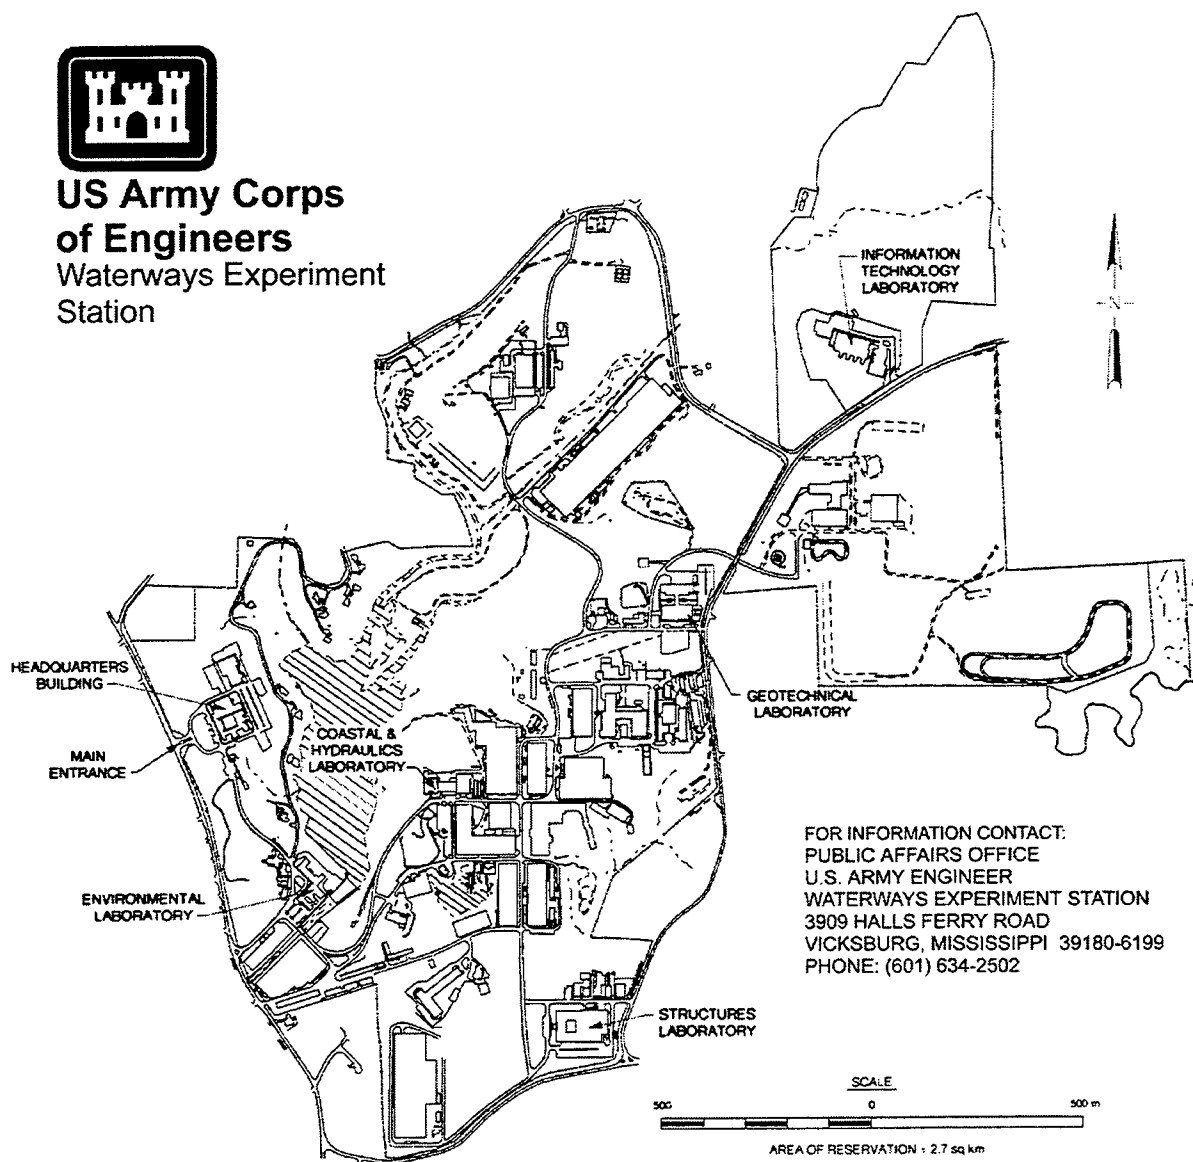 US Army Corps
of Engineers
Waterways Experiment
Station
INFORMATION
TECHNOLOGY
LABORATORY
N
HEADQUARTERS
BUILDING
MAIN
ENTRANCE
COASTAL &
HYDRAULICS
LABORATORY
GEOTECHNICAL
LABORATORY
ENVIRONMENTAL
LABORATORY
STRUCTURES
LABORATORY
FOR INFORMATION CONTACT:
PUBLIC AFFAIRS OFFICE
U.S. ARMY ENGINEER
WATERWAYS EXPERIMENT STATION
3909 HALLS FERRY ROAD
VICKSBURG, MISSISSIPPI 39180-6199
PHONE: (601) 634-2502
SCALE
500 0 500 m
AREA OF RESERVATION = 2.7 sq km